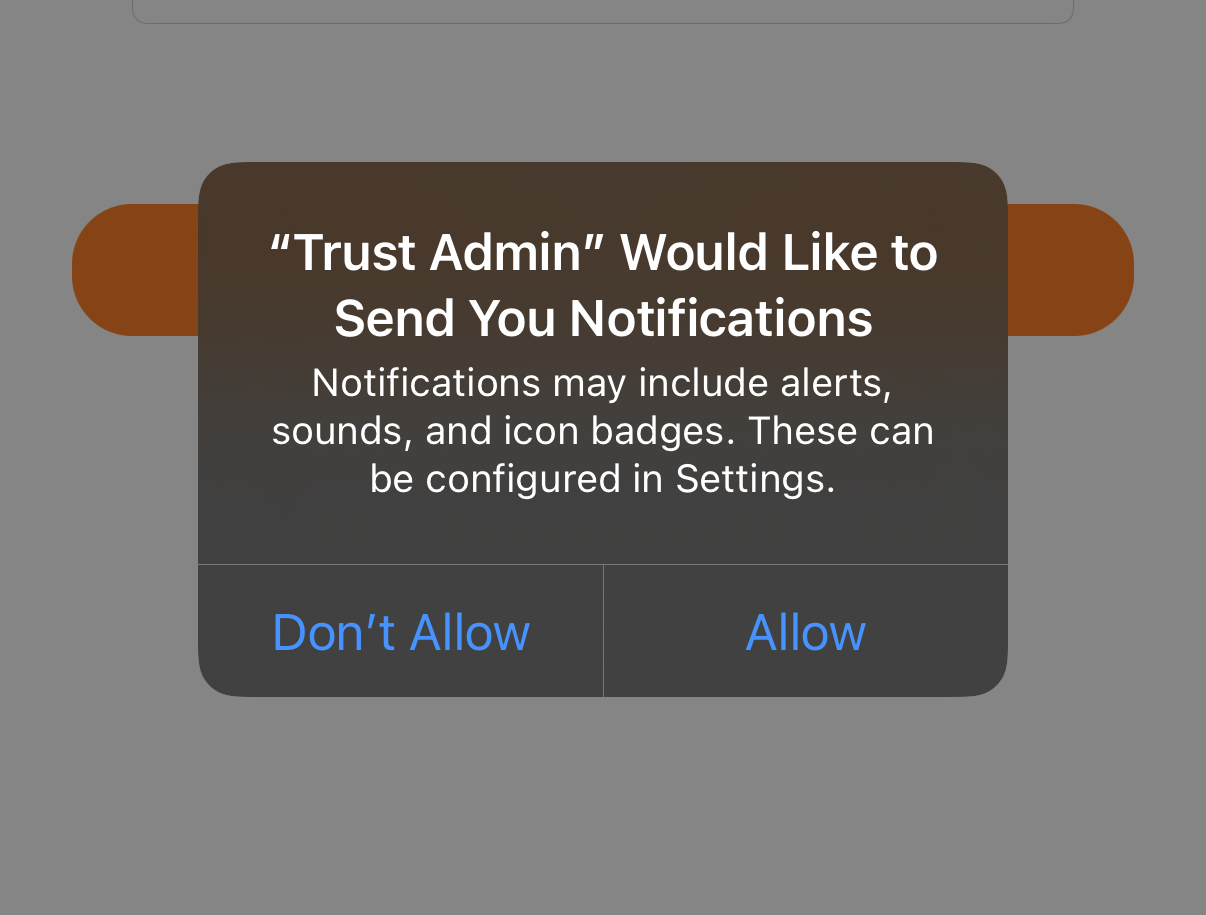 “Trust Admin” Would Like to
Send You Notifications
Notifications may include alerts,
sounds, and icon badges. These can
be configured in Settings.
Don’t Allow
Allow